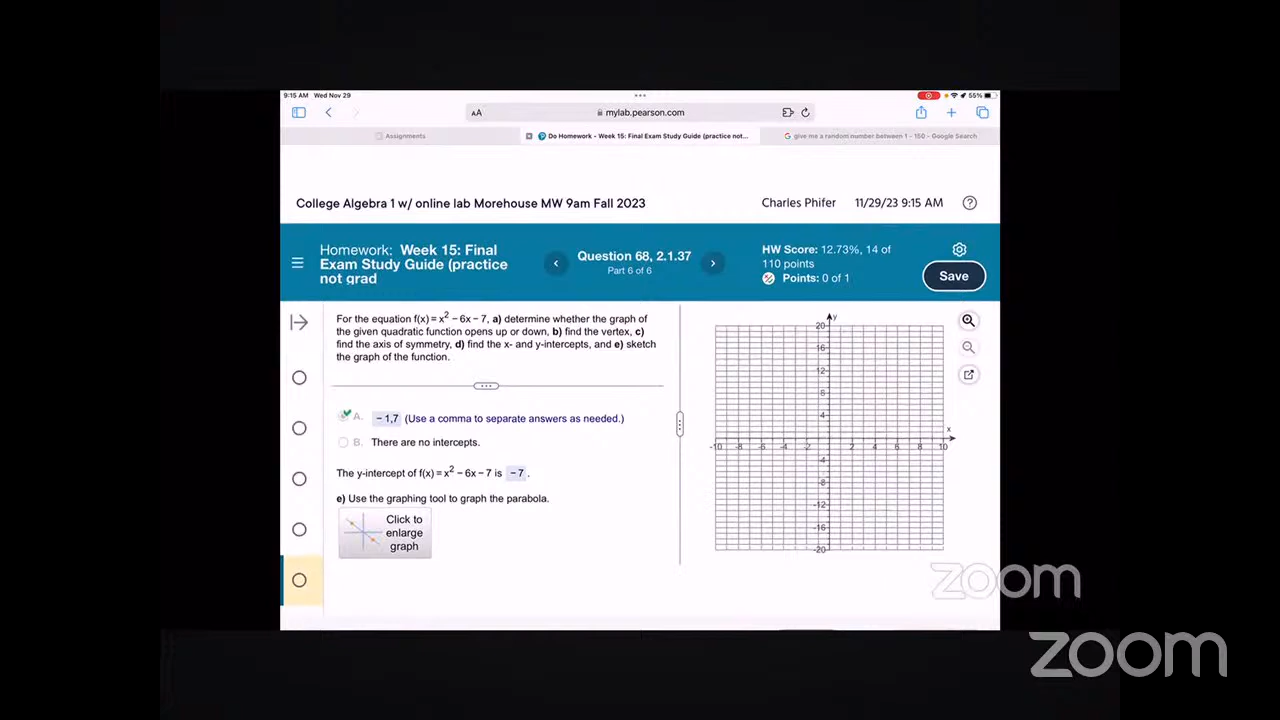 9:15 AM Wed Nov 29
55%
AA
mylab.pearson.com
Assignments
Do Homework - Week 15: Final Exam Study Guide (practice not...
give me a random number between 1 - 150 - Google Search
College Algebra 1 w/ online lab Morehouse MW 9am Fall 2023
Charles Phifer
11/29/23 9:15 AM
?
Homework: Week 15: Final
Exam Study Guide (practice
not grad
Question 68, 2.1.37
Part 6 of 6
HW Score: 12.73%, 14 of
110 points
Points: 0 of 1
Save
For the equation f(x) = x² − 6x − 7, a) determine whether the graph of
the given quadratic function opens up or down, b) find the vertex, c)
find the axis of symmetry, d) find the x- and y-intercepts, and e) sketch
the graph of the function.
A. − 1,7 (Use a comma to separate answers as needed.)
B. There are no intercepts.
The y-intercept of f(x) = x² − 6x − 7 is − 7.
e) Use the graphing tool to graph the parabola.
Click to
enlarge
graph
y
20
16
12
8
4
x
-10 -8 -6 -4 -2 2 4 6 8 10
-4
-8
-12
-16
-20
zoom
zoom